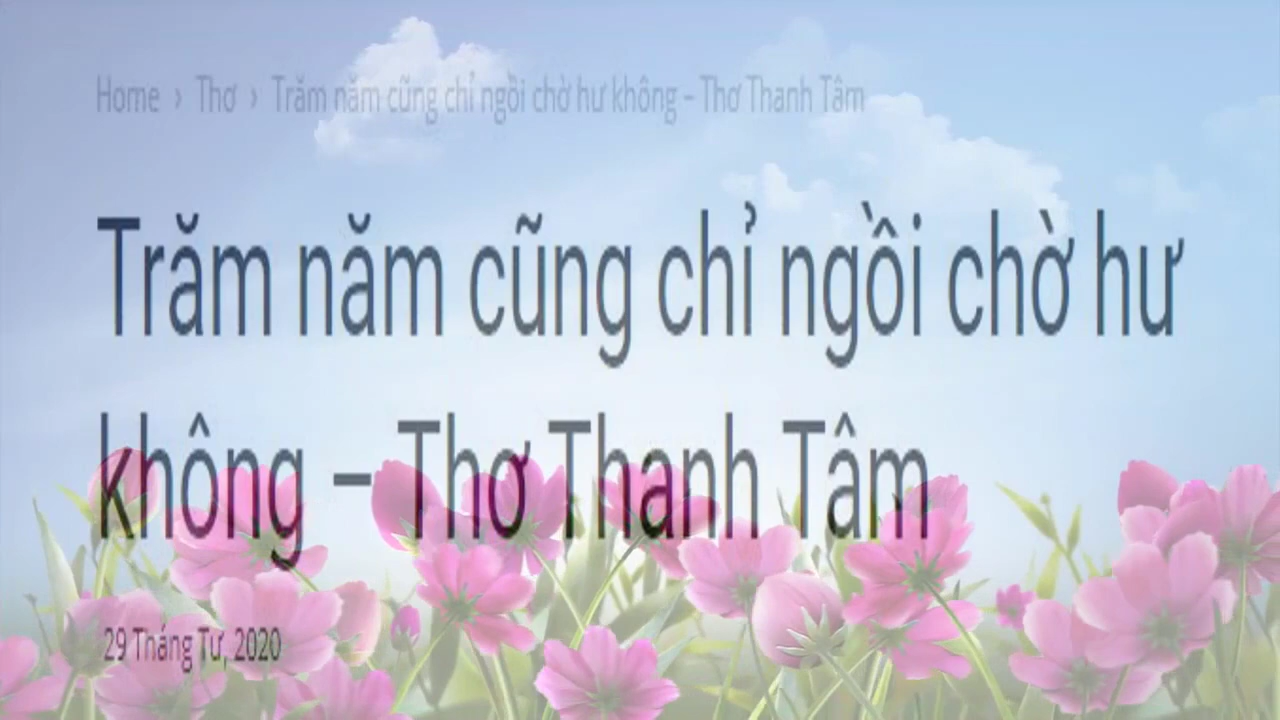 Home › Thơ › Trăm năm cũng chỉ ngồi chờ hư không – Thơ Thanh Tâm
Trăm năm cũng chỉ ngồi chờ hư
không – Thơ Thanh Tâm
29 Tháng Tư, 2020